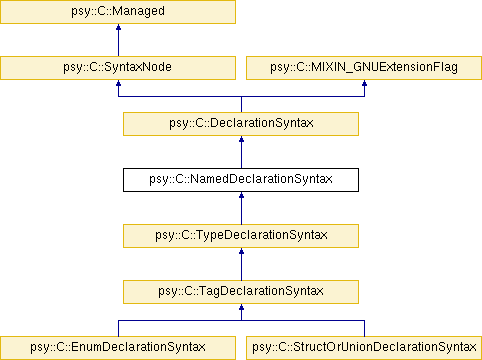 psy::C::Managed
psy::C::SyntaxNode
psy::C::MIXIN_GNUExtensionFlag
psy::C::DeclarationSyntax
psy::C::NamedDeclarationSyntax
psy::C::TypeDeclarationSyntax
psy::C::TagDeclarationSyntax
psy::C::EnumDeclarationSyntax
psy::C::StructOrUnionDeclarationSyntax